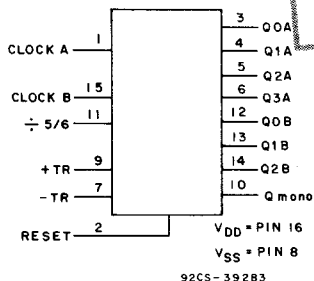 3 Q0A
CLOCK A 1 4 Q1A
5 Q2A
CLOCK B 15 6 Q3A
÷ 5/6 11 12 Q0B
13 Q1B
+TR 9 14 Q2B
-TR 7 10 Qmono
RESET 2 VDD = PIN 16
VSS = PIN 8
92CS-39283